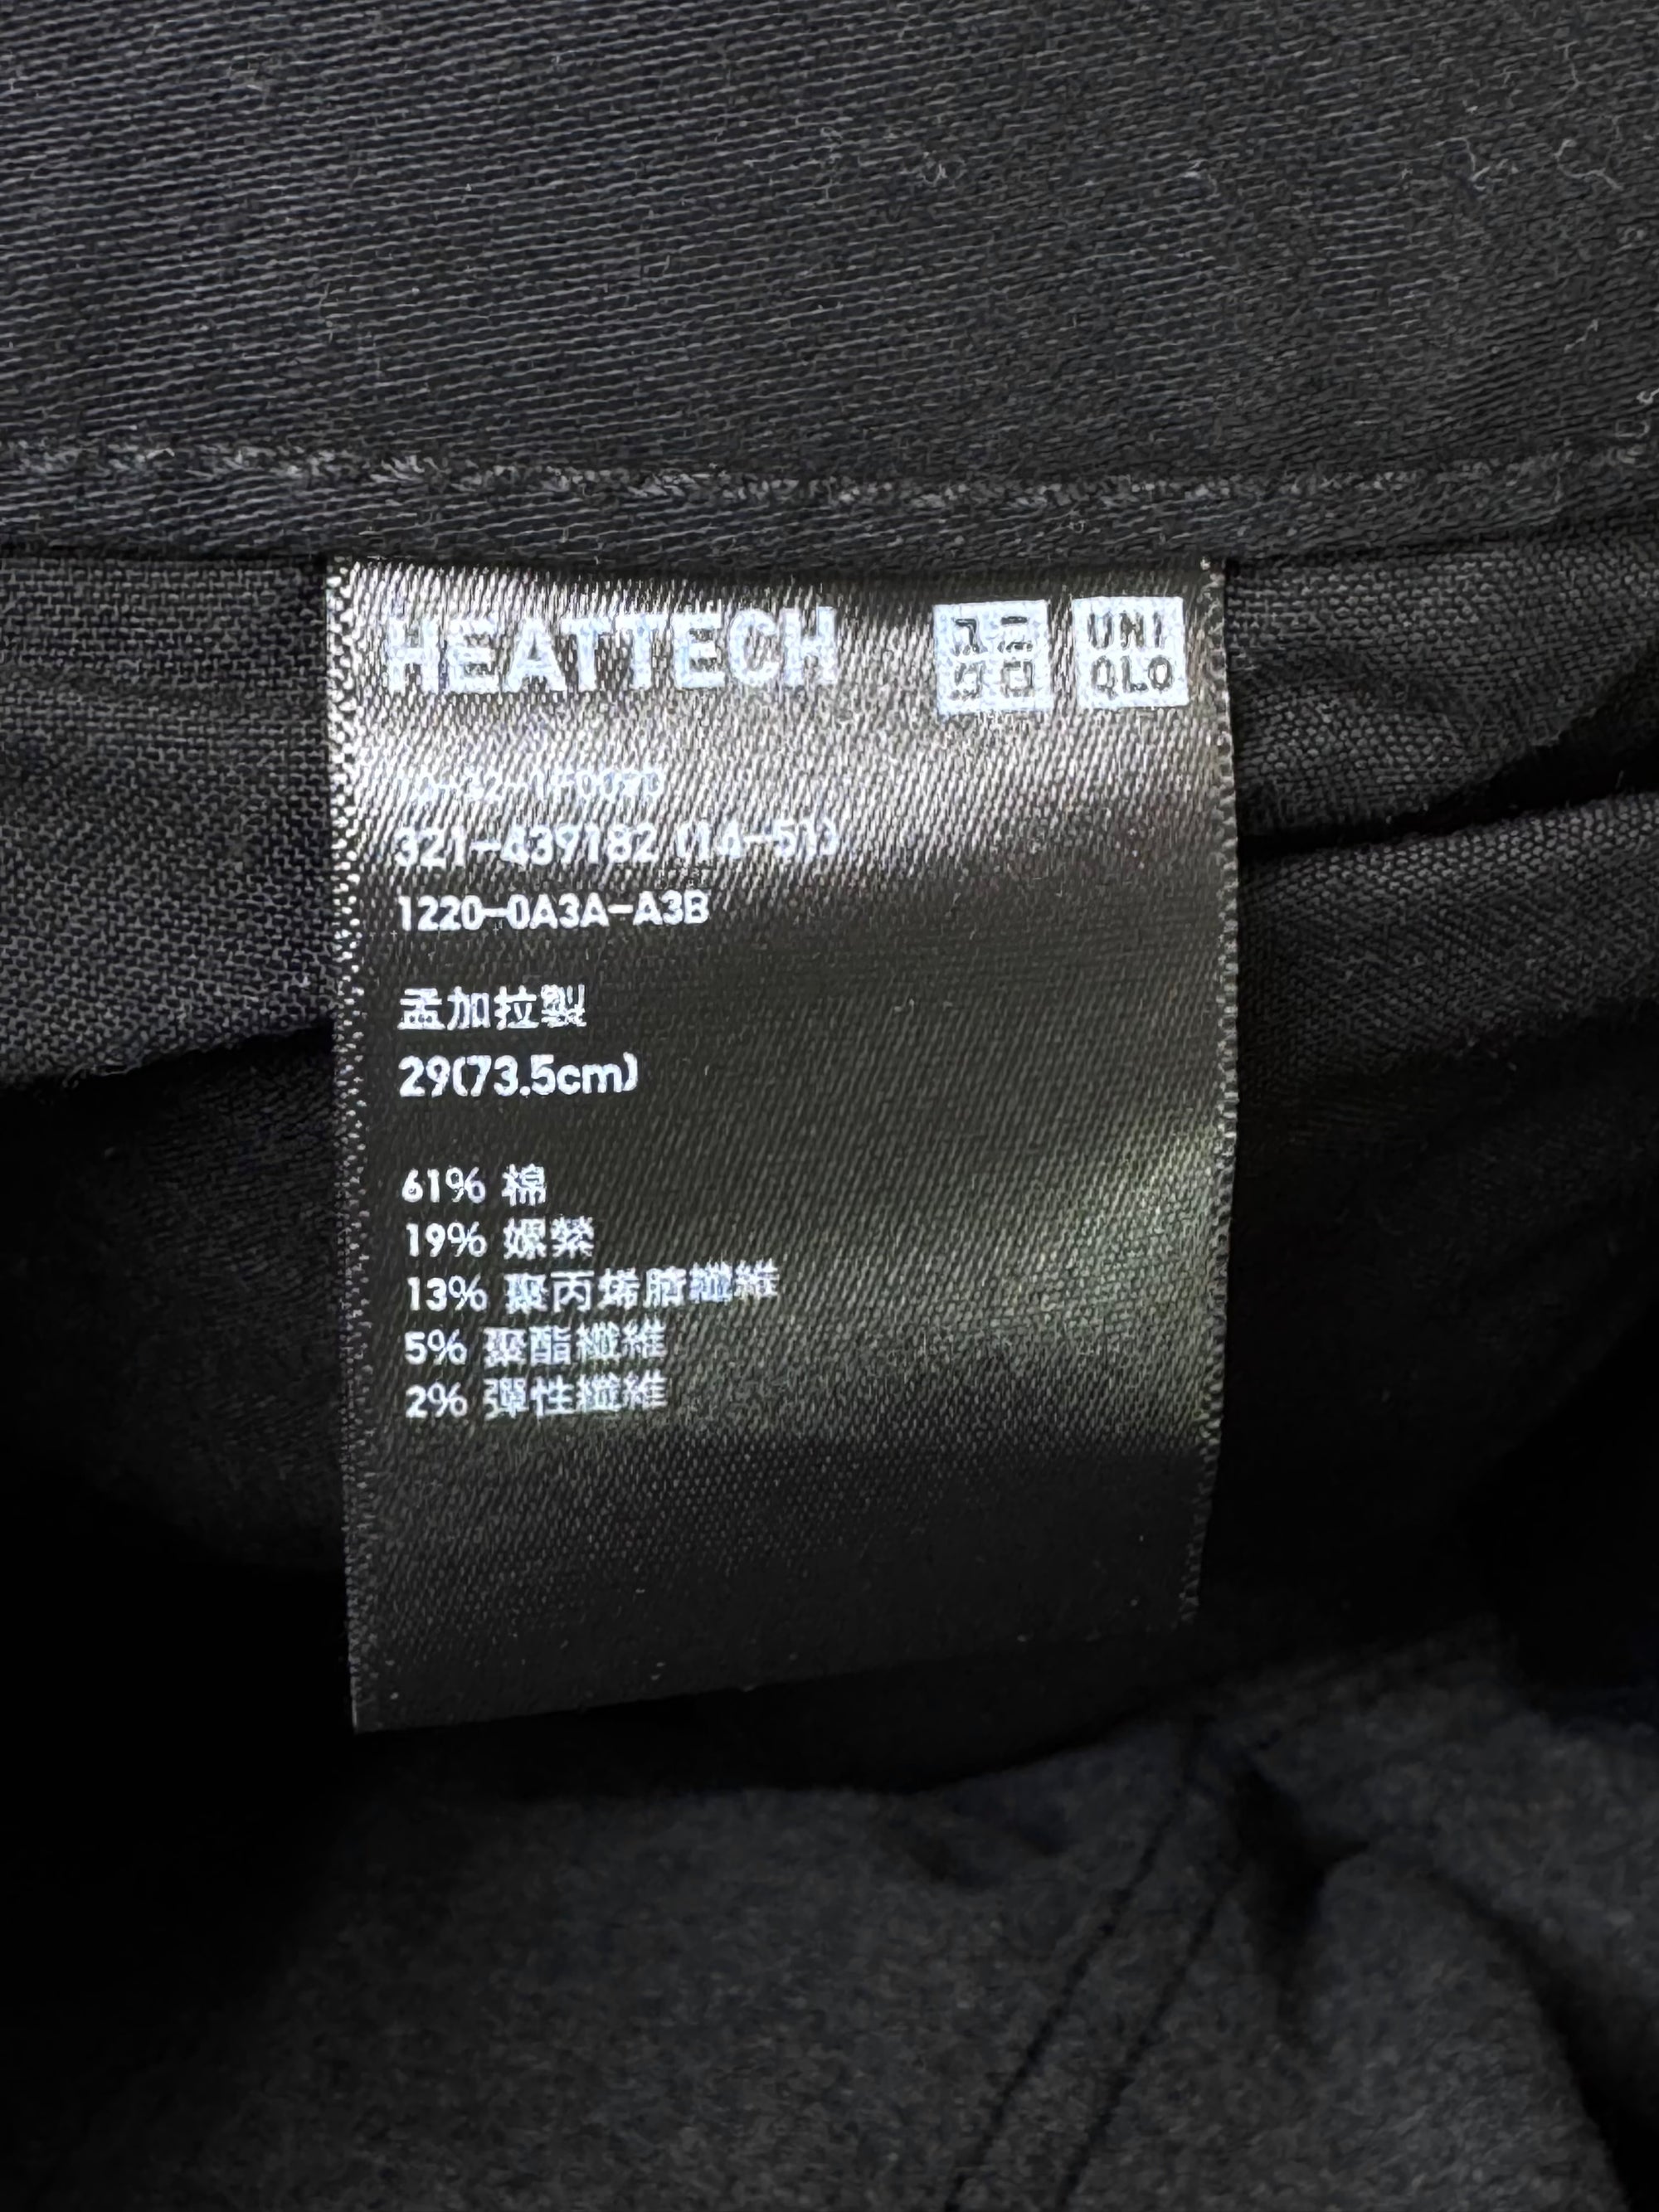 HEATTECH ユニクロ UNIQLO
321-439182 (14-51)
1220-0A3A-A3B
孟加拉製
29(73.5cm)
61% 棉
19% 嫘縈
13% 聚丙烯腈纖維
5% 聚酯纖維
2% 彈性纖維